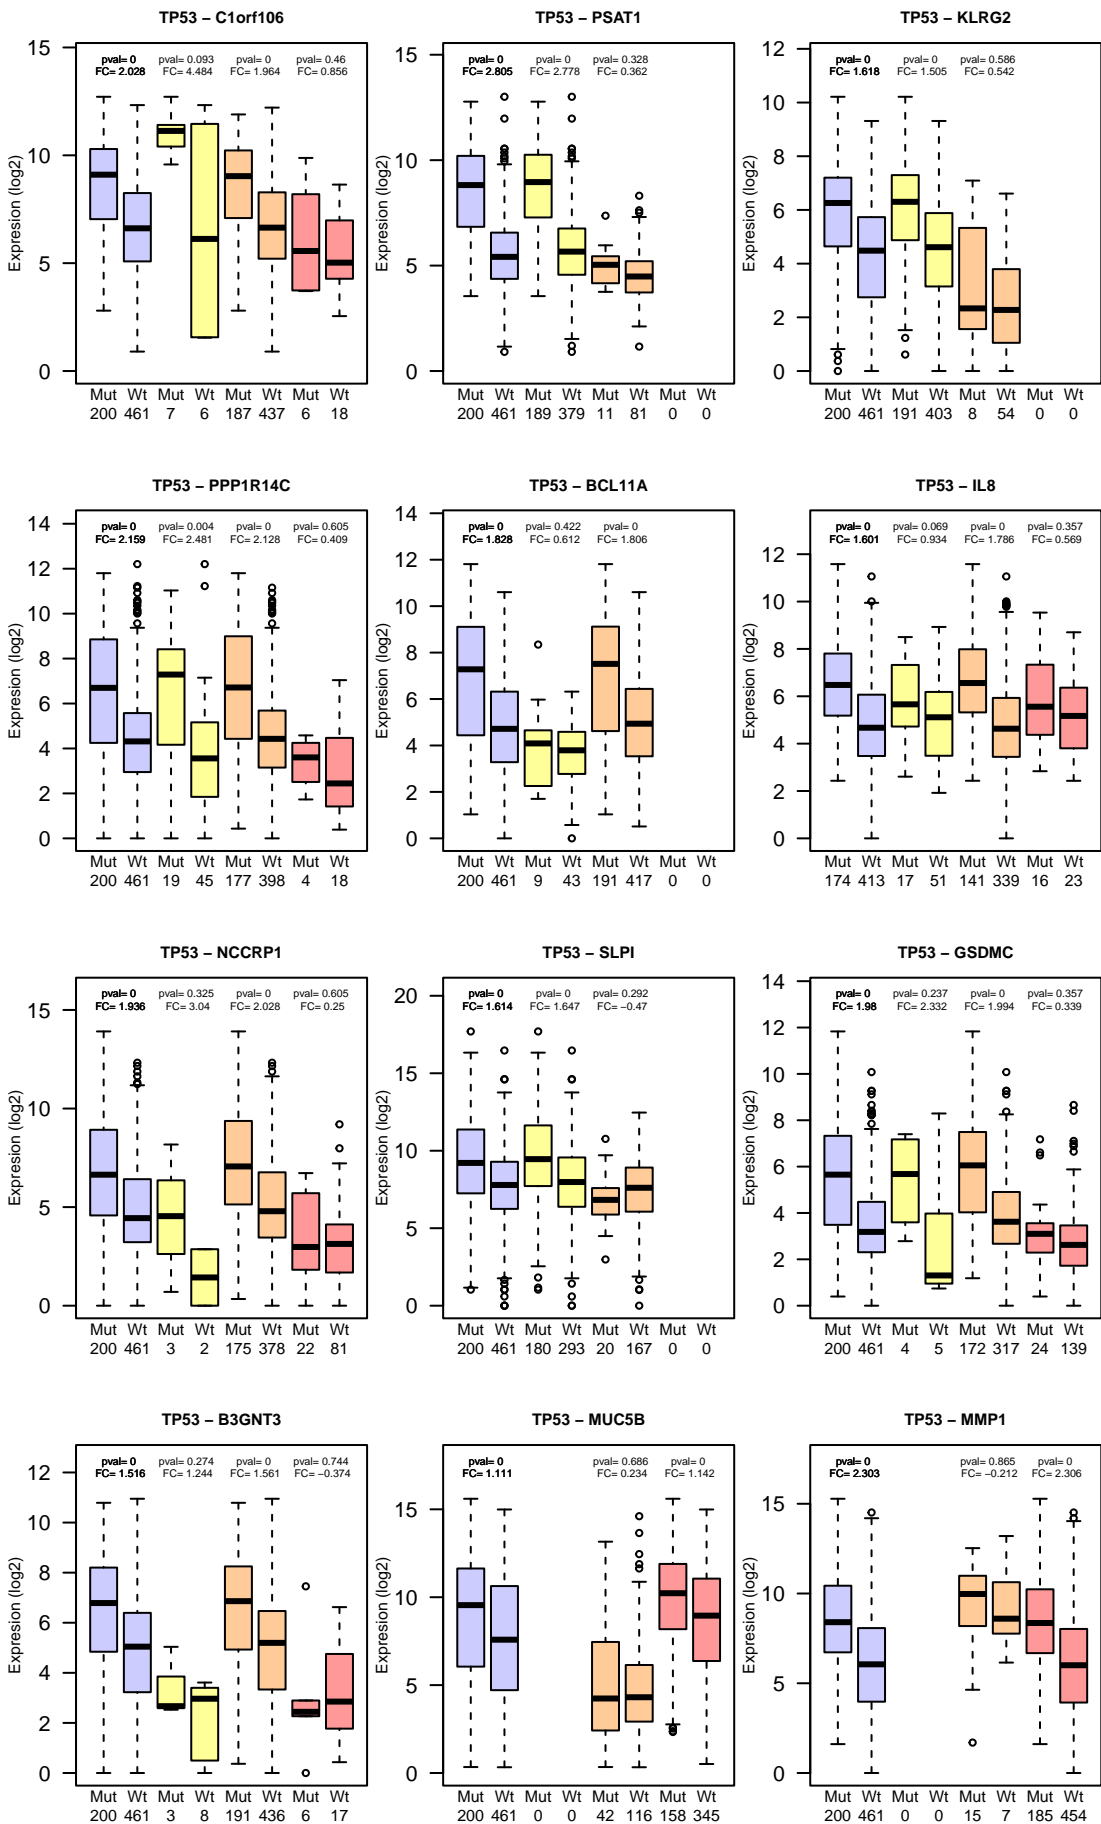 TP53 – C1orf106
pval= 0 pval= 0.093 pval= 0 pval= 0.46
FC= 2.028 FC= 4.484 FC= 1.964 FC= 0.856
15
10
5
0
Expresion (log2)
Mut Wt Mut Wt Mut Wt Mut Wt
200 461 7 6 187 437 6 18
TP53 – PSAT1
pval= 0 pval= 0 pval= 0.328
FC= 2.805 FC= 2.778 FC= 0.362
15
10
5
0
Expresion (log2)
Mut Wt Mut Wt Mut Wt Mut Wt
200 461 189 379 11 81 0 0
TP53 – KLRG2
pval= 0 pval= 0 pval= 0.586
FC= 1.618 FC= 1.505 FC= 0.542
12
10
8
6
4
2
0
Expresion (log2)
Mut Wt Mut Wt Mut Wt Mut Wt
200 461 191 403 8 54 0 0
TP53 – PPP1R14C
pval= 0 pval= 0.004 pval= 0 pval= 0.605
FC= 2.159 FC= 2.481 FC= 2.128 FC= 0.409
14
12
10
8
6
4
2
0
Expresion (log2)
Mut Wt Mut Wt Mut Wt Mut Wt
200 461 19 45 177 398 4 18
TP53 – BCL11A
pval= 0 pval= 0.422 pval= 0
FC= 1.828 FC= 0.612 FC= 1.806
14
12
10
8
6
4
2
0
Expresion (log2)
Mut Wt Mut Wt Mut Wt Mut Wt
200 461 9 43 191 417 0 0
TP53 – IL8
pval= 0 pval= 0.069 pval= 0 pval= 0.357
FC= 1.601 FC= 0.934 FC= 1.786 FC= 0.569
12
10
8
6
4
2
0
Expresion (log2)
Mut Wt Mut Wt Mut Wt Mut Wt
174 413 17 51 141 339 16 23
TP53 – NCCRP1
pval= 0 pval= 0.325 pval= 0 pval= 0.605
FC= 1.936 FC= 3.04 FC= 2.028 FC= 0.25
15
10
5
0
Expresion (log2)
Mut Wt Mut Wt Mut Wt Mut Wt
200 461 3 2 175 378 22 81
TP53 – SLPI
pval= 0 pval= 0 pval= 0.292
FC= 1.614 FC= 1.647 FC= −0.47
20
15
10
5
0
Expresion (log2)
Mut Wt Mut Wt Mut Wt Mut Wt
200 461 180 293 20 167 0 0
TP53 – GSDMC
pval= 0 pval= 0.237 pval= 0 pval= 0.357
FC= 1.98 FC= 2.332 FC= 1.994 FC= 0.339
14
12
10
8
6
4
2
0
Expresion (log2)
Mut Wt Mut Wt Mut Wt Mut Wt
200 461 4 5 172 317 24 139
TP53 – B3GNT3
pval= 0 pval= 0.274 pval= 0 pval= 0.744
FC= 1.516 FC= 1.244 FC= 1.561 FC= −0.374
12
10
8
6
4
2
0
Expresion (log2)
Mut Wt Mut Wt Mut Wt Mut Wt
200 461 3 8 191 436 6 17
TP53 – MUC5B
pval= 0 pval= 0.686 pval= 0
FC= 1.111 FC= 0.234 FC= 1.142
15
10
5
0
Expresion (log2)
Mut Wt Mut Wt Mut Wt Mut Wt
200 461 0 0 42 116 158 345
TP53 – MMP1
pval= 0 pval= 0.865 pval= 0
FC= 2.303 FC= −0.212 FC= 2.306
15
10
5
0
Expresion (log2)
Mut Wt Mut Wt Mut Wt Mut Wt
200 461 0 0 15 7 185 454